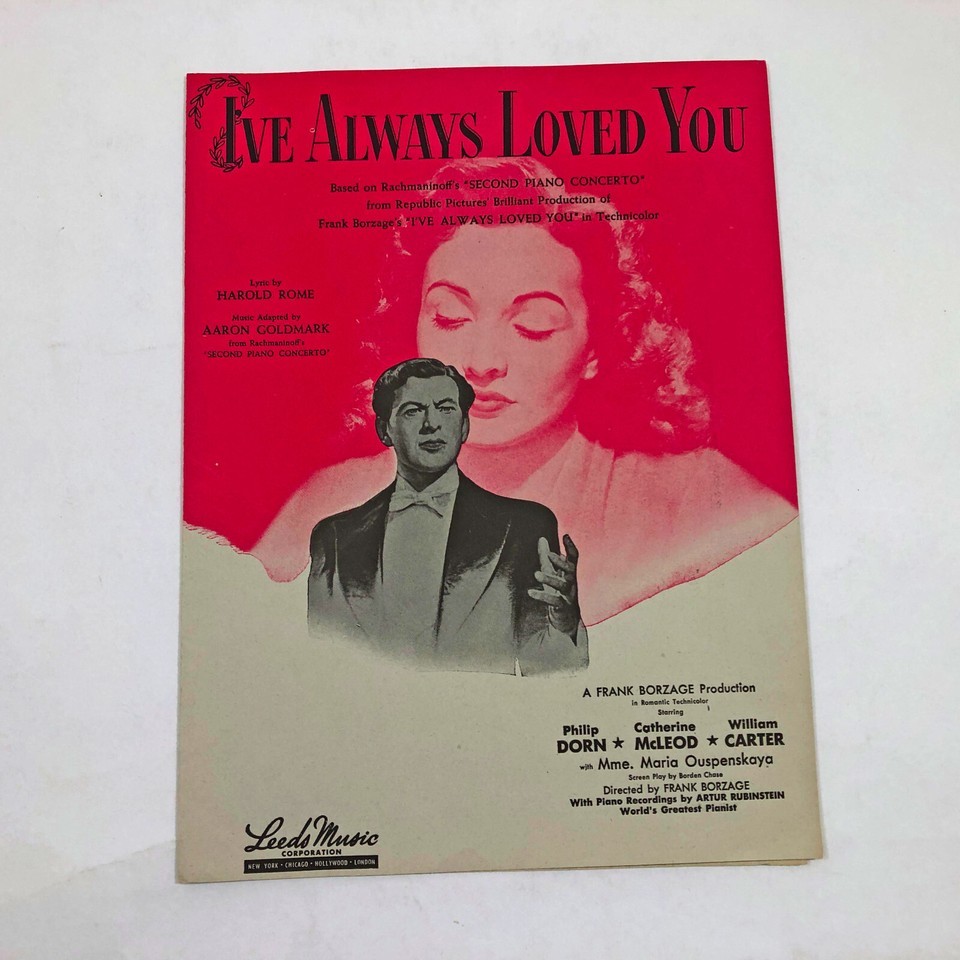 I'VE ALWAYS LOVED YOU
Based on Rachmaninoff's "SECOND PIANO CONCERTO"
from Republic Pictures' Brilliant Production of
Frank Borzage's "I'VE ALWAYS LOVED YOU" in Technicolor
Lyric by
HAROLD ROME
Music Adapted by
AARON GOLDMARK
from Rachmaninoff's
"SECOND PIANO CONCERTO"
A FRANK BORZAGE Production
in Romantic Technicolor
Starring
Philip Catherine William
DORN ★ McLEOD ★ CARTER
with Mme. Maria Ouspenskaya
Screen Play by Borden Chase
Directed by FRANK BORZAGE
With Piano Recordings by ARTUR RUBINSTEIN
World's Greatest Pianist
Leeds Music
CORPORATION
NEW YORK · CHICAGO · HOLLYWOOD · LONDON